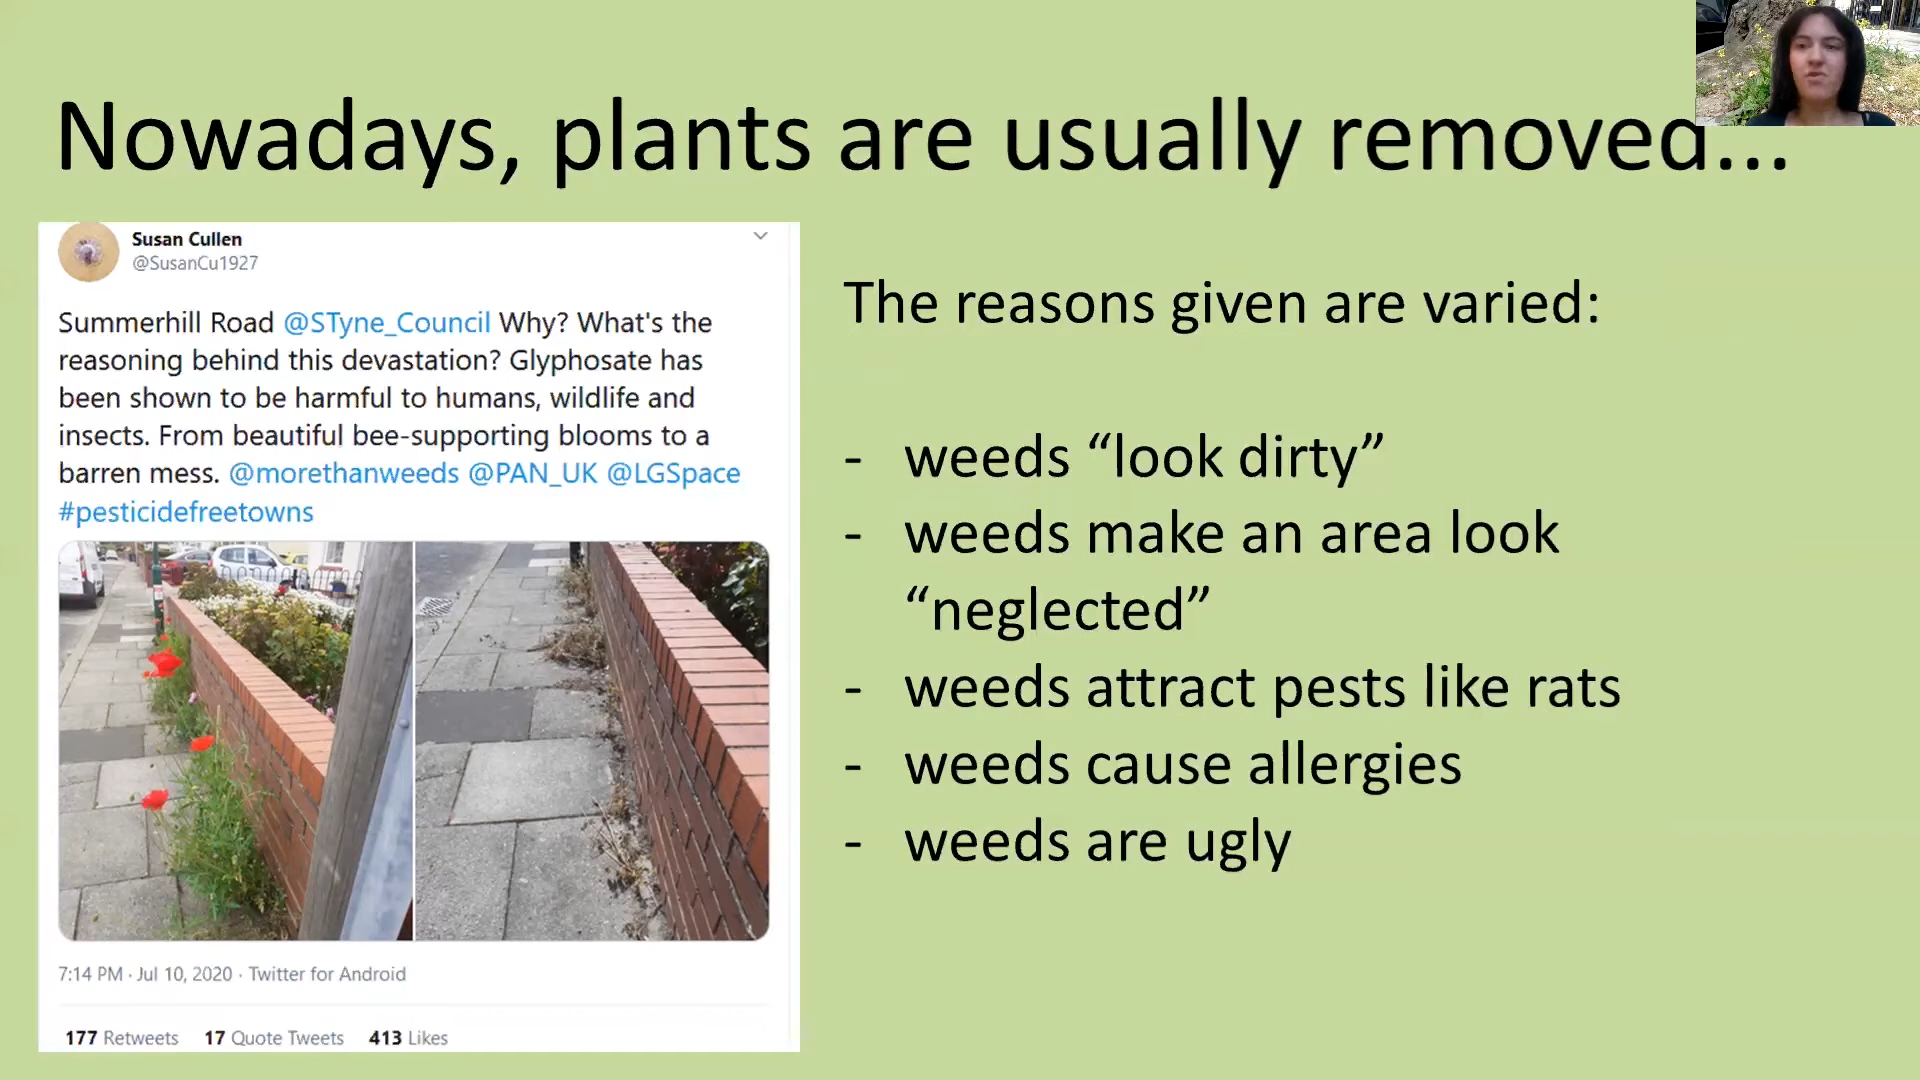 Nowadays, plants are usually removed...
Susan Cullen
@SusanCu1927
Summerhill Road @STyne_Council Why? What's the
reasoning behind this devastation? Glyphosate has
been shown to be harmful to humans, wildlife and
insects. From beautiful bee-supporting blooms to a
barren mess. @morethanweeds @PAN_UK @LGSpace
#pesticidefreetowns
7:14 PM · Jul 10, 2020 · Twitter for Android
177 Retweets 17 Quote Tweets 413 Likes
The reasons given are varied:
- weeds “look dirty”
- weeds make an area look
“neglected”
- weeds attract pests like rats
- weeds cause allergies
- weeds are ugly